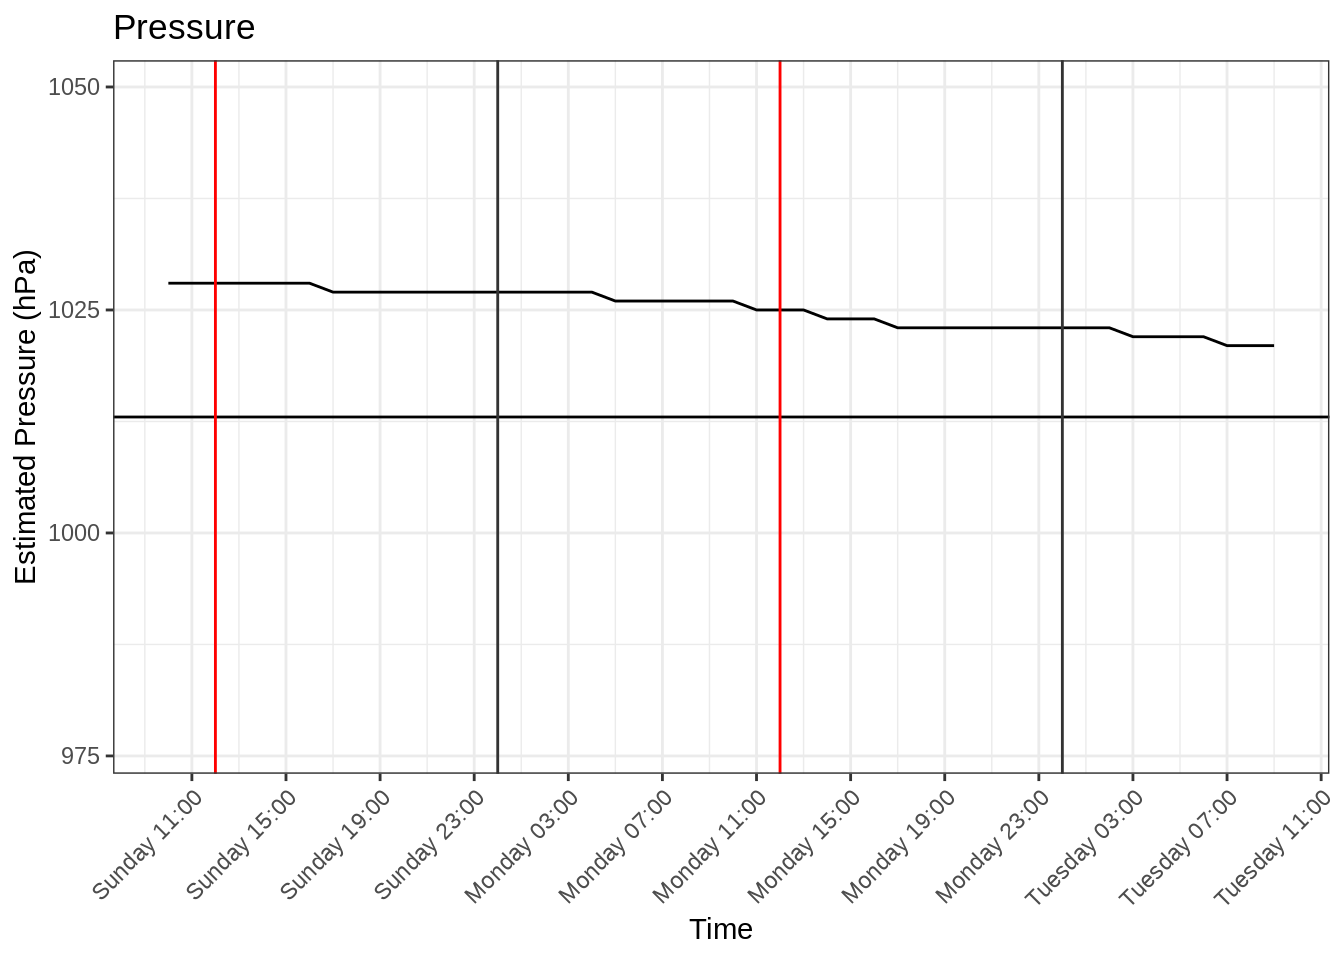 Pressure
Estimated Pressure (hPa)
1050
1025
1000
975
Sunday 11:00
Sunday 15:00
Sunday 19:00
Sunday 23:00
Monday 03:00
Monday 07:00
Monday 11:00
Monday 15:00
Monday 19:00
Monday 23:00
Tuesday 03:00
Tuesday 07:00
Tuesday 11:00
Time